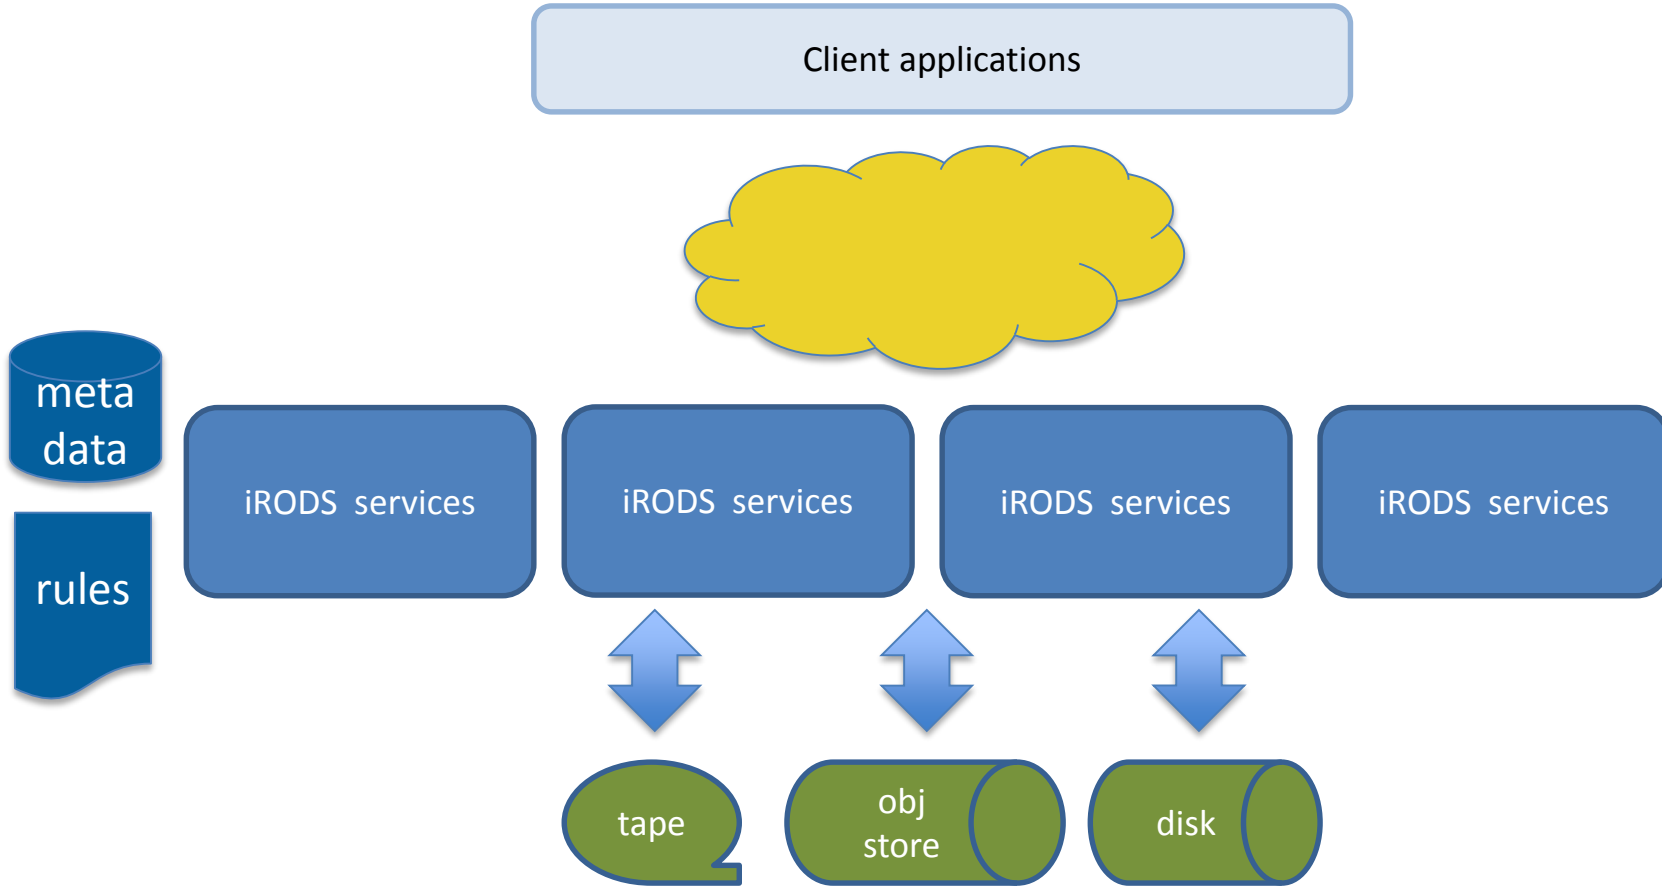 Client applications
meta
data
iRODS services
iRODS services
iRODS services
iRODS services
rules
tape
obj
store
disk